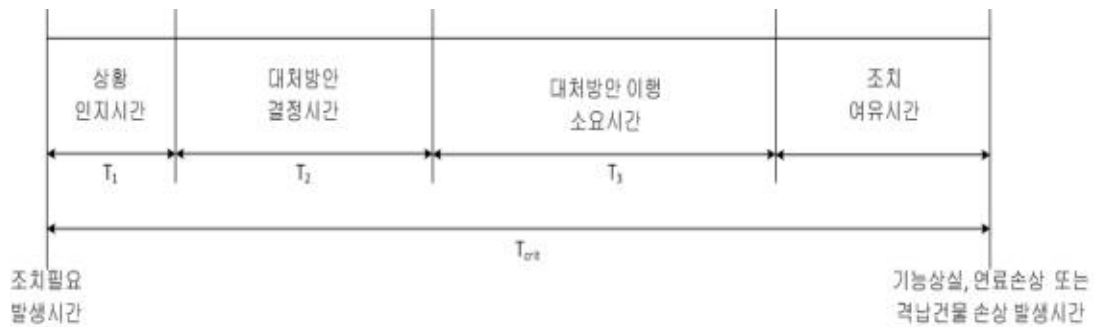 상황
인지시간
대처방안
결정시간
대처방안 이행
소요시간
조치
여유시간
T₁
T₂
T₃
T_crit
조치필요
발생시간
기능상실, 연료손상 또는
격납건물 손상 발생시간